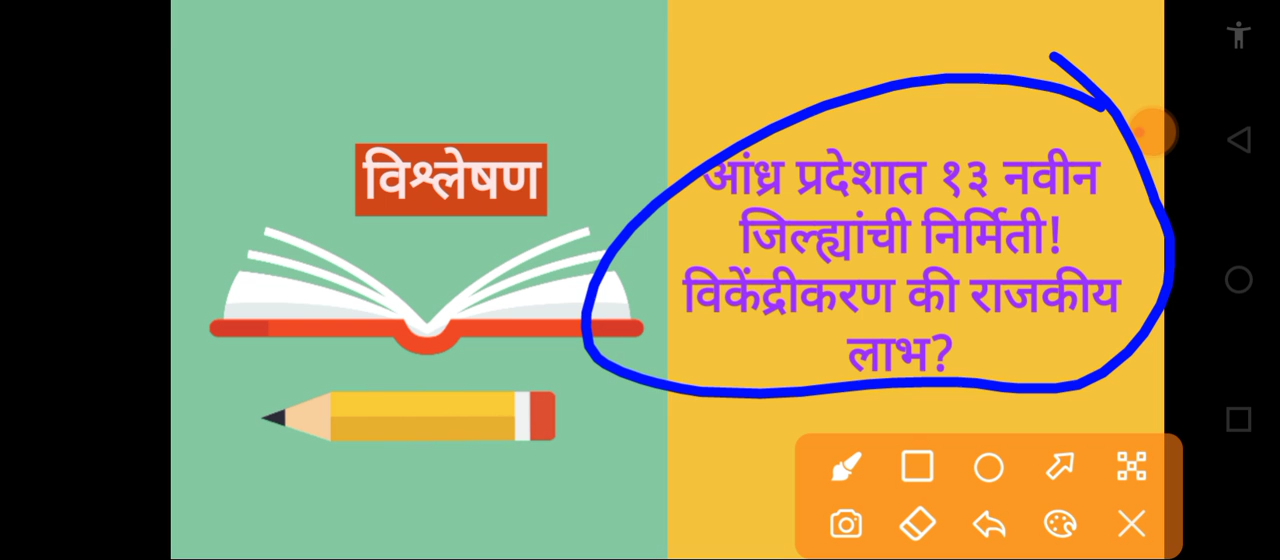 विश्लेषण
आंध्र प्रदेशात १३ नवीन
जिल्ह्यांची निर्मिती!
विकेंद्रीकरण की राजकीय
लाभ?